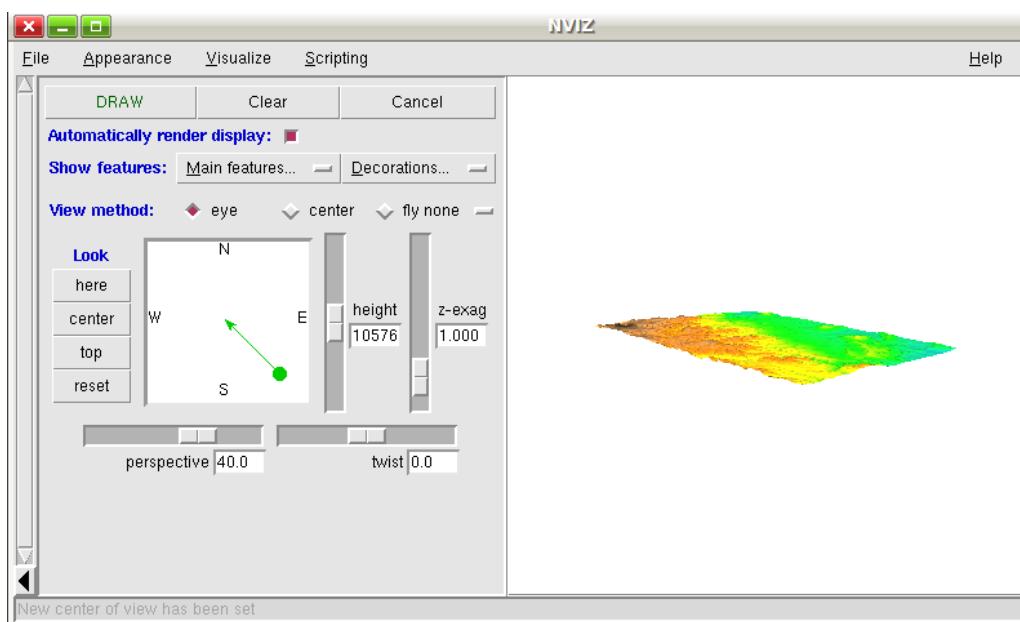 NVIZ
File Appearance Visualize Scripting Help
DRAW Clear Cancel
Automatically render display:
Show features: Main features... Decorations...
View method: eye center fly none
Look
here
center
top
reset
N
W E
S
height
10576
z-exag
1.000
perspective 40.0
twist 0.0
New center of view has been set